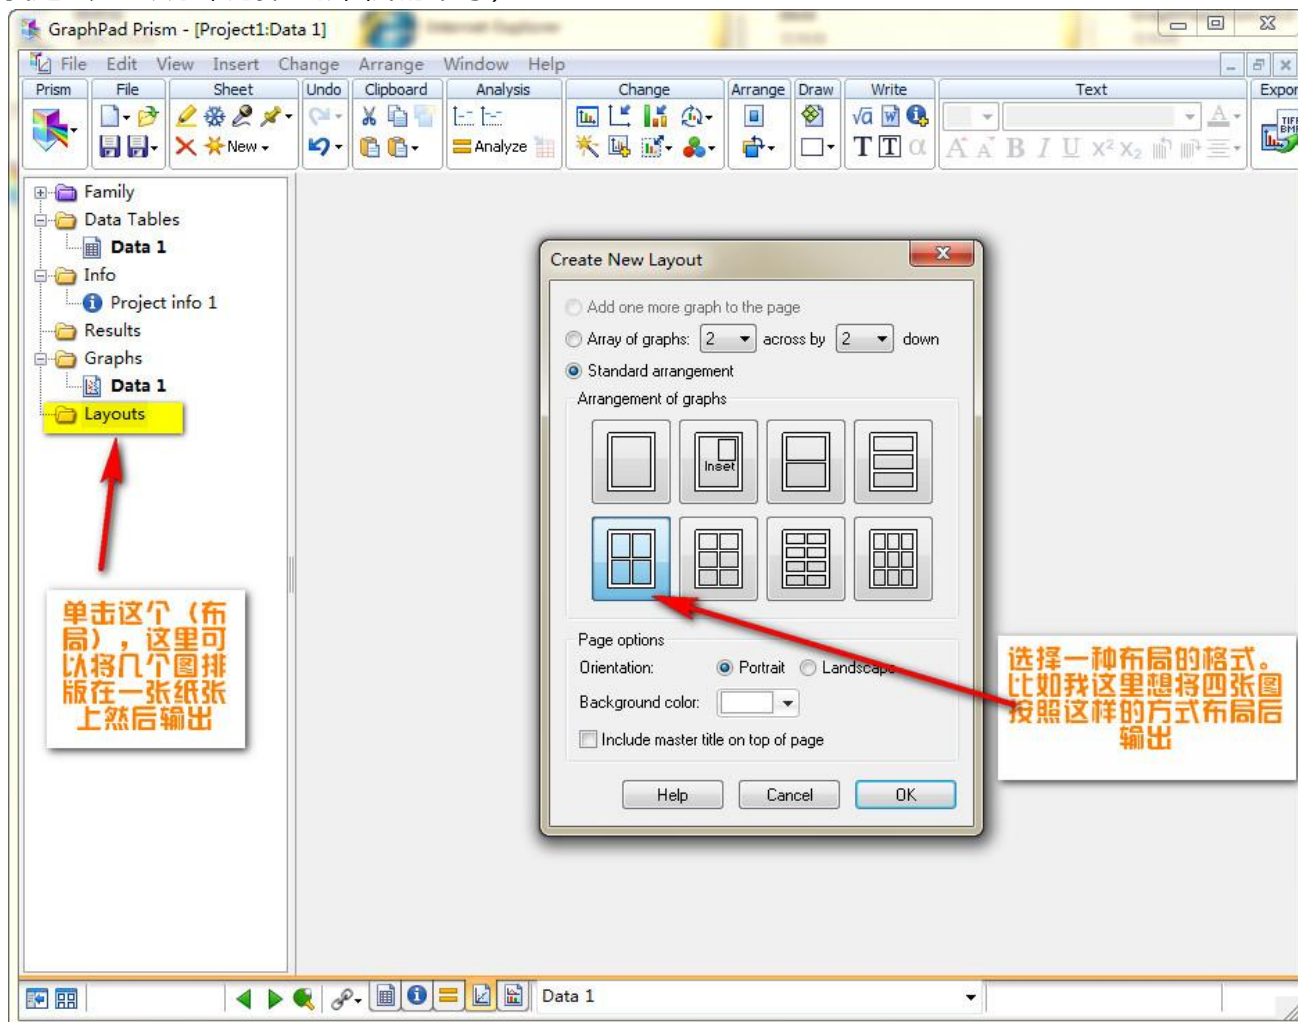 GraphPad Prism - [Project1:Data 1]
File Edit View Insert Change Arrange Window Help
Prism File Sheet Undo Clipboard Analysis Change Arrange Draw Write Text Expor
New
Analyze
√α
TIF
BMP
T T α
A A B I U X² X₂
Family
Data Tables
Data 1
Info
Project info 1
Results
Graphs
Data 1
Layouts
单击这个（布
局），这里可
以将几个图排
版在一张纸张
上然后输出
Create New Layout
Add one more graph to the page
Array of graphs: 2 across by 2 down
Standard arrangement
Arrangement of graphs
Inset
Page options
Orientation: Portrait Landscape
Background color:
Include master title on top of page
Help Cancel OK
选择一种布局的格式。
比如我这里想将四张图
按照这样的方式布局后
输出
Data 1